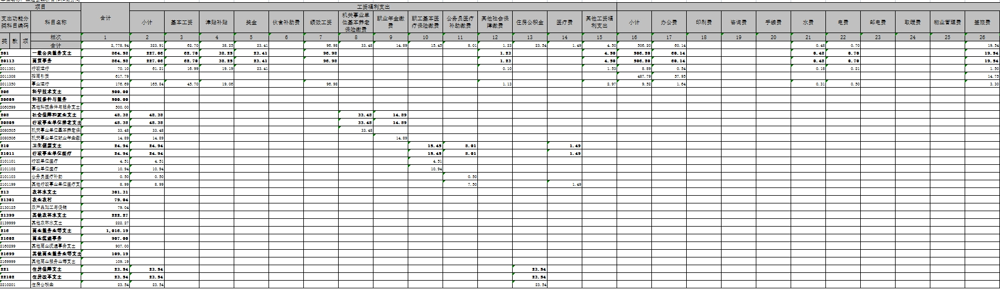 项目 工资福利支出
支出功能分类科目编码 科目名称 合计 小计 基本工资 津贴补贴 奖金 伙食补助费 绩效工资 机关事业单位基本养老保险缴费 职业年金缴费 职工基本医疗保险缴费 公务员医疗补助缴费 其他社会保障缴费 住房公积金 医疗费 其他工资福利支出 小计 办公费 印刷费 咨询费 手续费 水费 电费 邮电费 取暖费 物业管理费 差旅费
类 款 项 栏次 1 2 3 4 5 6 7 8 9 10 11 12 13 14 15 16 17 18 19 20 21 22 23 24 25 26
合计 2,778.94 323.91 62.70 38.25 23.41 96.98 33.48 14.89 15.45 8.01 1.23 23.54 1.49 4.50 506.20 60.14 0.48 0.70 19.54
201 一般公共服务支出 864.58 227.06 62.70 38.25 23.41 96.98 1.23 4.50 506.20 60.14 0.48 0.70 19.54
20113 商贸事务 864.58 227.06 62.70 38.25 23.41 96.98 1.23 4.50 506.20 60.14 0.48 0.70 19.54
2011301 行政运行 70.10 61.21 16.99 19.19 23.41 0.10 1.53 8.89 0.54 0.18 0.21 1.50
2011308 招商引资 617.79 487.79 57.95 14.75
2011350 事业运行 176.69 165.84 45.70 19.06 96.98 1.13 2.97 9.52 1.64 0.31 0.50 3.30
206 科学技术支出 500.00
20605 科技条件与服务 500.00
2060599 其他科技条件与服务支出 500.00
208 社会保障和就业支出 48.38 48.38 33.48 14.89
20805 行政事业单位养老支出 48.38 48.38 33.48 14.89
2080505 机关事业单位基本养老保 33.48 33.48 33.48
2080506 机关事业单位职业年金缴 14.89 14.89 14.89
210 卫生健康支出 24.94 24.94 15.45 8.01 1.49
21011 行政事业单位医疗 24.94 24.94 15.45 8.01 1.49
2101101 行政单位医疗 4.51 4.51 4.51
2101102 事业单位医疗 10.94 10.94 10.94
2101103 公务员医疗补助 0.50 0.50 0.50
2101199 其他行政事业单位医疗支 8.99 8.99 7.50 1.49
213 农林水支出 301.31
21301 农业农村 79.04
2130125 农产品加工与促销 79.04
21399 其他农林水支出 222.27
2139999 其他农林水支出 222.27
216 商业服务业等支出 1,016.19
21602 商业流通事务 907.00
2160299 其他商业流通事务支出 907.00
21699 其他商业服务业等支出 109.19
2169999 其他商业服务业等支出 109.19
221 住房保障支出 23.54 23.54 23.54
22102 住房改革支出 23.54 23.54 23.54
2210201 住房公积金 23.54 23.54 23.54